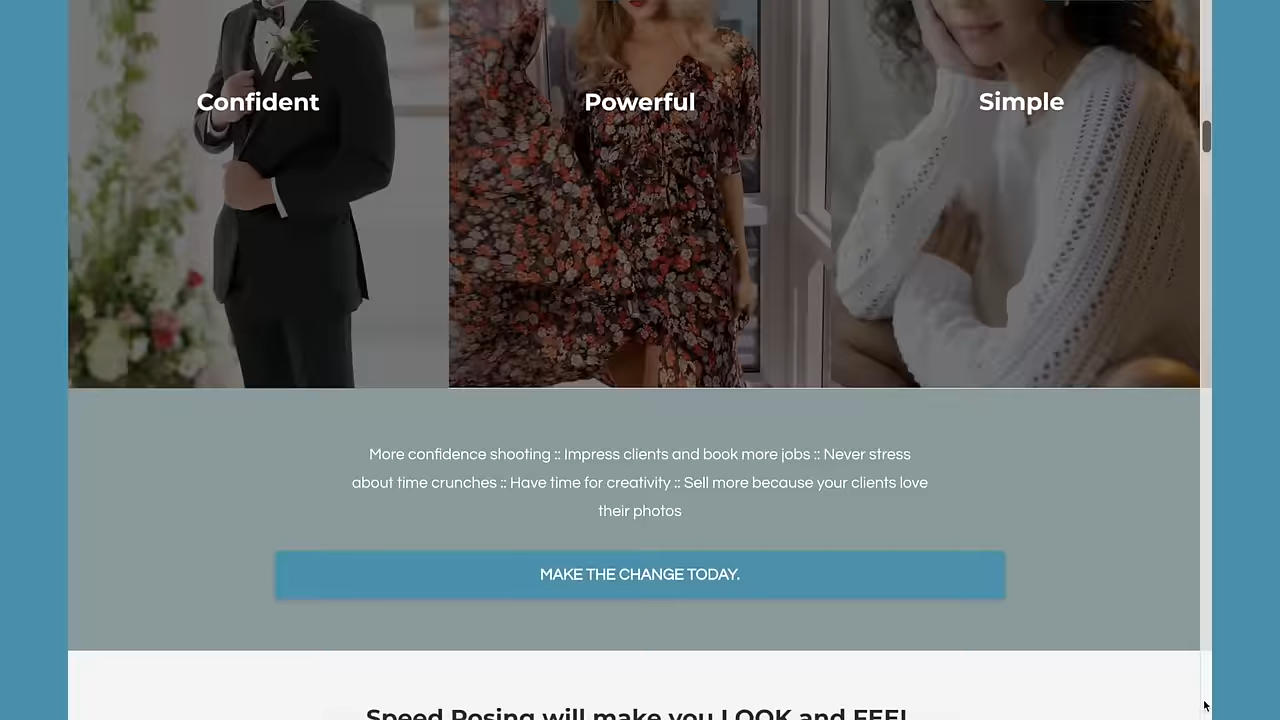 Confident
Powerful
Simple
More confidence shooting :: Impress clients and book more jobs :: Never stress
about time crunches :: Have time for creativity :: Sell more because your clients love
their photos
MAKE THE CHANGE TODAY.
Speed Posing will make you LOOK and FEEL